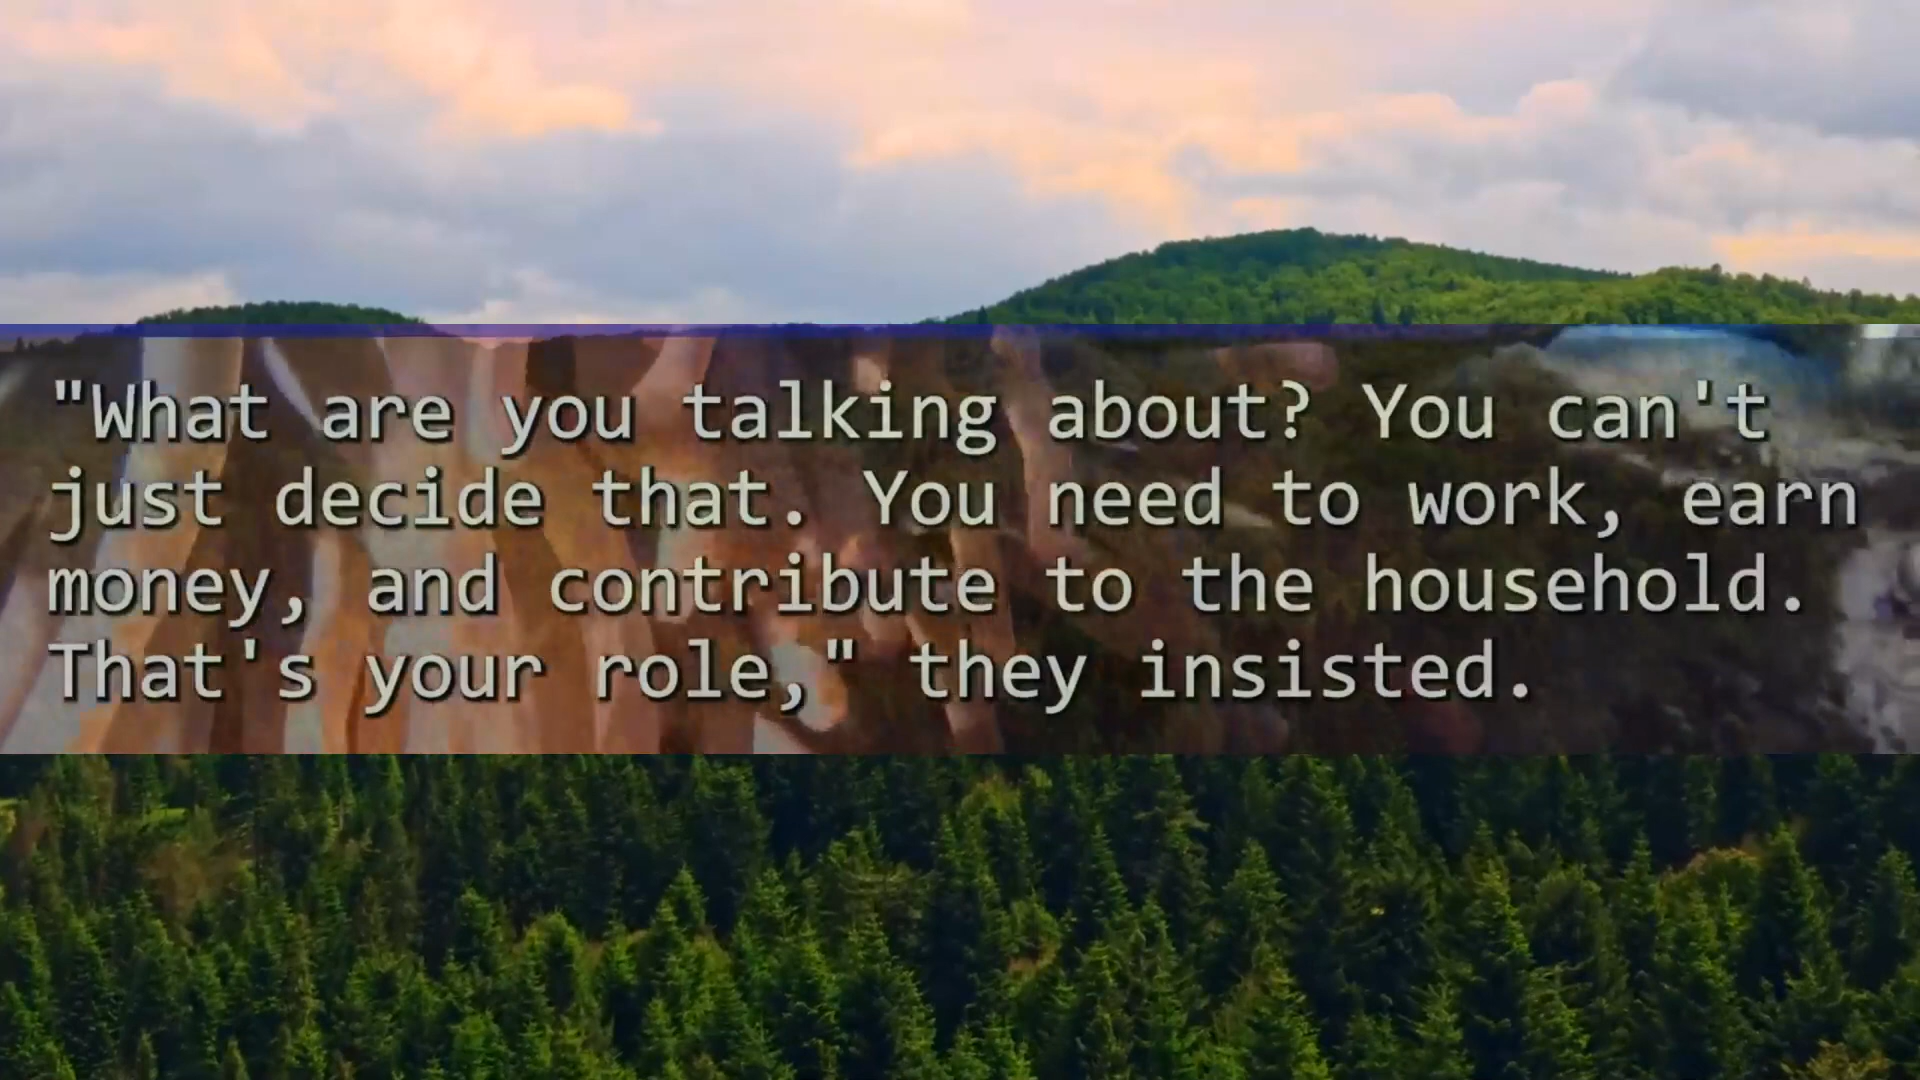 "What are you talking about? You can't
just decide that. You need to work, earn
money, and contribute to the household.
That's your role," they insisted.